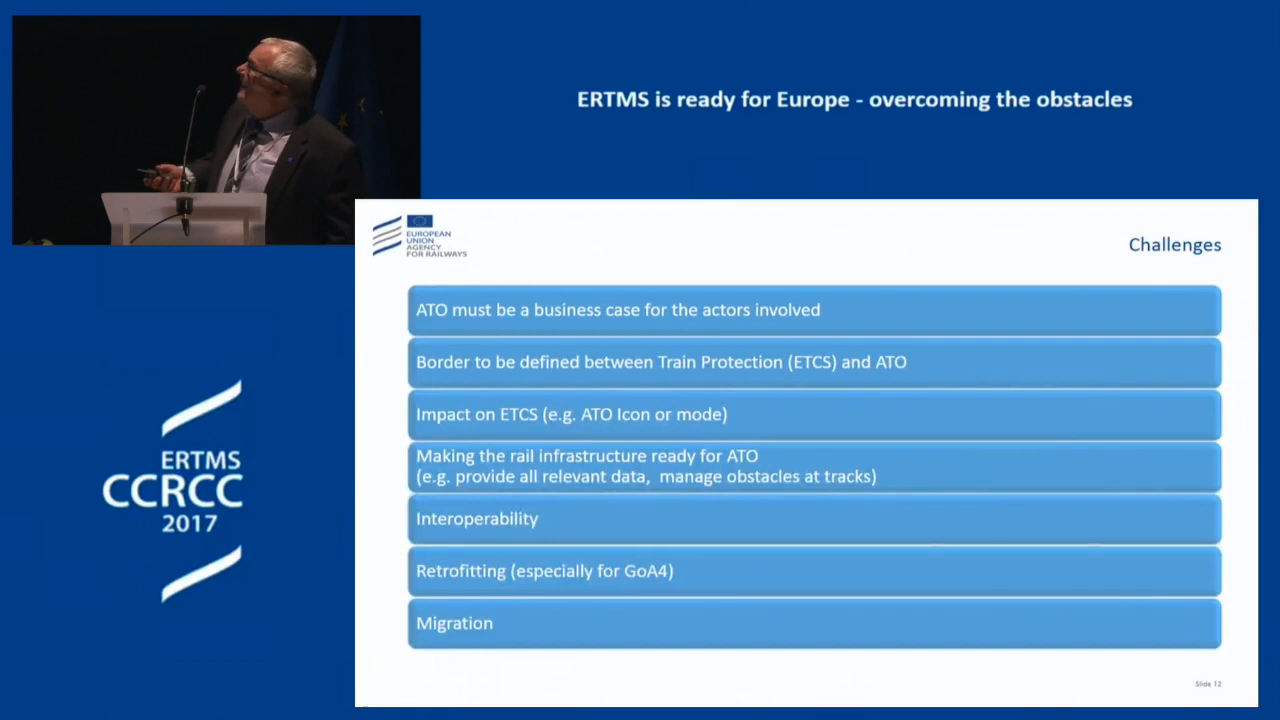 ERTMS is ready for Europe - overcoming the obstacles
EUROPEAN
UNION
AGENCY
FOR RAILWAYS
Challenges
ATO must be a business case for the actors involved
Border to be defined between Train Protection (ETCS) and ATO
Impact on ETCS (e.g. ATO Icon or mode)
Making the rail infrastructure ready for ATO
(e.g. provide all relevant data, manage obstacles at tracks)
Interoperability
Retrofitting (especially for GoA4)
Migration
Slide 12
ERTMS
CCRCC
2017